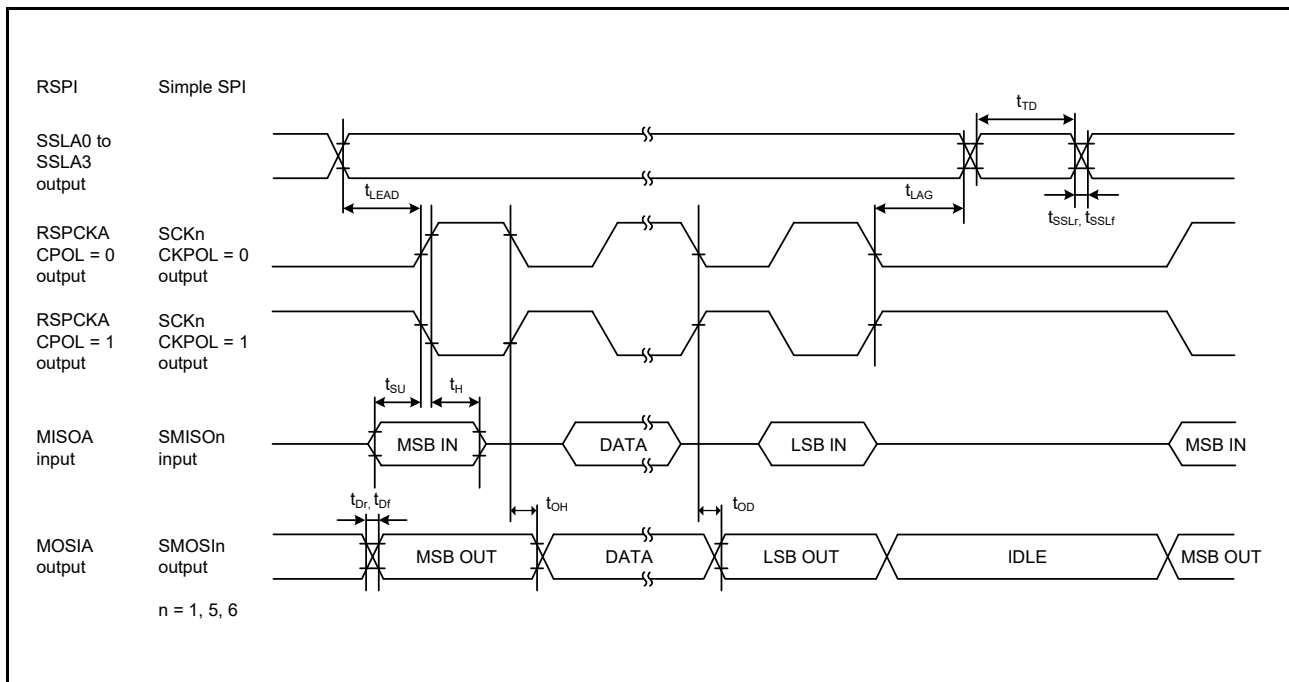 RSPI Simple SPI
tTD
SSLA0 to
SSLA3
output
tLEAD
tLAG
tSSLr, tSSLf
RSPCKA SCKn
CPOL = 0 CKPOL = 0
output output
RSPCKA SCKn
CPOL = 1 CKPOL = 1
output output
tSU tH
MISOA SMISOn
input input
MSB IN DATA LSB IN MSB IN
tDr, tDf
tOH tOD
MOSIA SMOSIn
output output
MSB OUT DATA LSB OUT IDLE MSB OUT
n = 1, 5, 6